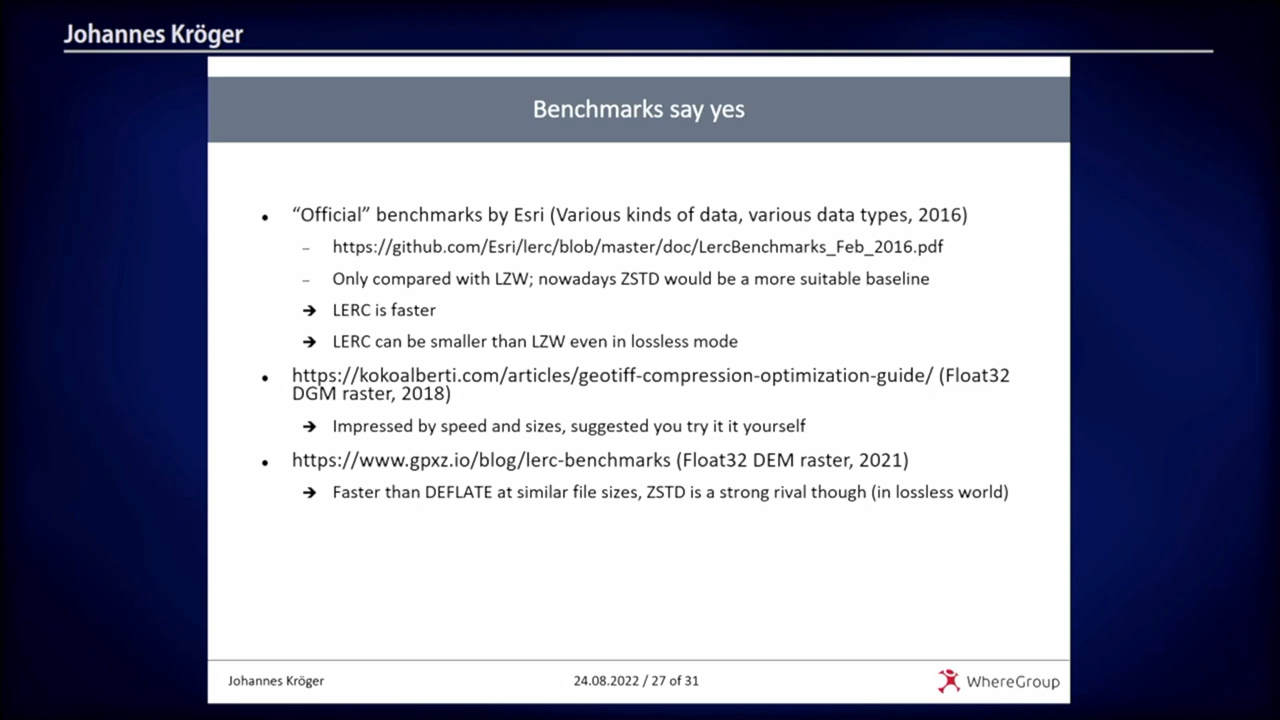 Johannes Kröger
Benchmarks say yes
• “Official” benchmarks by Esri (Various kinds of data, various data types, 2016)
– https://github.com/Esri/lerc/blob/master/doc/LercBenchmarks_Feb_2016.pdf
– Only compared with LZW; nowadays ZSTD would be a more suitable baseline
➔ LERC is faster
➔ LERC can be smaller than LZW even in lossless mode
• https://kokoalberti.com/articles/geotiff-compression-optimization-guide/ (Float32
DGM raster, 2018)
➔ Impressed by speed and sizes, suggested you try it it yourself
• https://www.gpxz.io/blog/lerc-benchmarks (Float32 DEM raster, 2021)
➔ Faster than DEFLATE at similar file sizes, ZSTD is a strong rival though (in lossless world)
Johannes Kröger
24.08.2022 / 27 of 31
WhereGroup